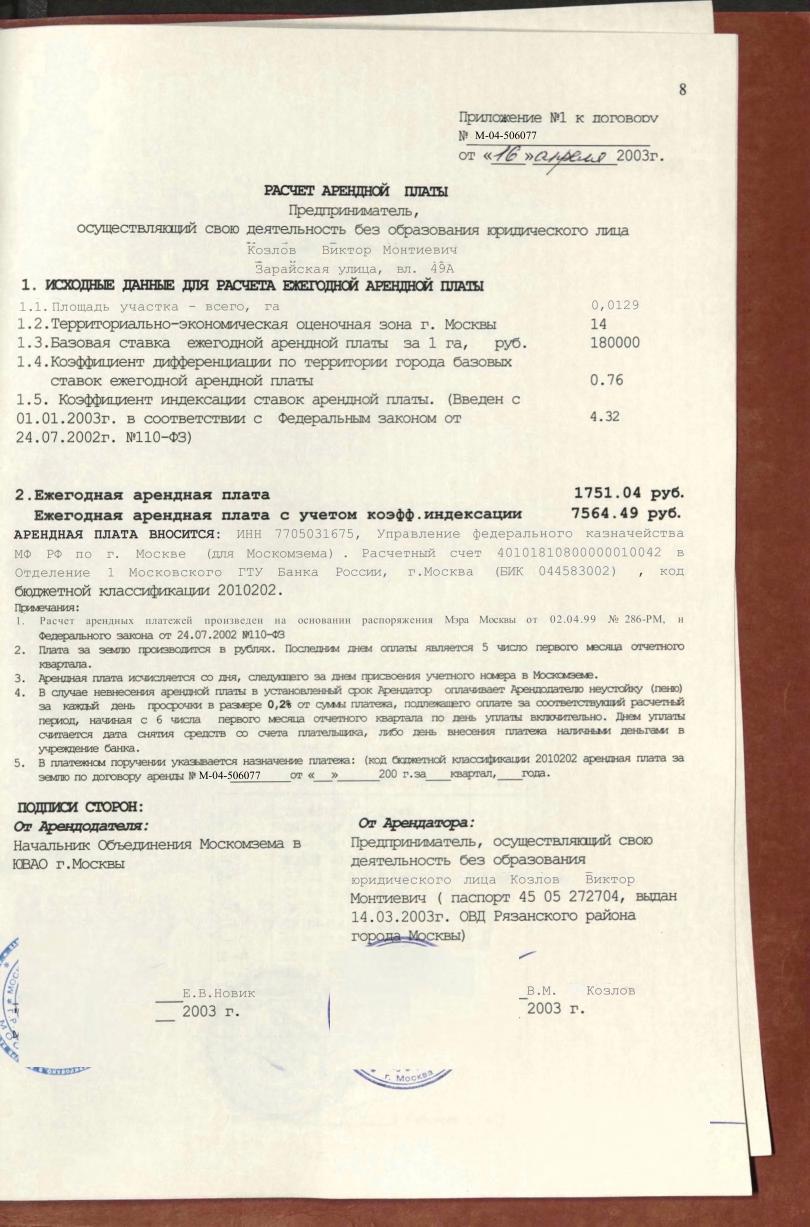 8
Приложение №1 к договору
№ М-04-506077
от «16» апреля 2003г.
РАСЧЕТ АРЕНДНОЙ ПЛАТЫ
Предприниматель,
осуществляющий свою деятельность без образования юридического лица
Козлов Виктор Монтиевич
Зарайская улица, вл. 49А
1. ИСХОДНЫЕ ДАННЫЕ ДЛЯ РАСЧЕТА ЕЖЕГОДНОЙ АРЕНДНОЙ ПЛАТЫ
1.1. Площадь участка - всего, га 0,0129
1.2. Территориально-экономическая оценочная зона г. Москвы 14
1.3. Базовая ставка ежегодной арендной платы за 1 га, руб. 180000
1.4. Коэффициент дифференциации по территории города базовых
ставок ежегодной арендной платы 0.76
1.5. Коэффициент индексации ставок арендной платы. (Введен с
01.01.2003г. в соответствии с Федеральным законом от 4.32
24.07.2002г. №110-ФЗ)
2. Ежегодная арендная плата 1751.04 руб.
Ежегодная арендная плата с учетом коэфф.индексации 7564.49 руб.
АРЕНДНАЯ ПЛАТА ВНОСИТСЯ: ИНН 7705031675, Управление федерального казначейства
МФ РФ по г. Москве (для Москомзема) . Расчетный счет 40101810800000010042 в
Отделение 1 Московского ГТУ Банка России, г.Москва (БИК 044583002) , код
бюджетной классификации 2010202.
Примечания:
1. Расчет арендных платежей произведен на основании распоряжения Мэра Москвы от 02.04.99 № 286-РМ, и
Федерального закона от 24.07.2002 №110-ФЗ
2. Плата за землю производится в рублях. Последним днем оплаты является 5 число первого месяца отчетного
квартала.
3. Арендная плата исчисляется со дня, следующего за днем присвоения учетного номера в Москомземе.
4. В случае невнесения арендной платы в установленный срок Арендатор оплачивает Арендодателю неустойку (пеню)
за каждый день просрочки в размере 0,2% от суммы платежа, подлежащего оплате за соответствующий расчетный
период, начиная с 6 числа первого месяца отчетного квартала по день уплаты включительно. Днем уплаты
считается дата снятия средств со счета плательщика, либо день внесения платежа наличными деньгами в
учреждение банка.
5. В платежном поручении указывается назначение платежа: (код бюджетной классификации 2010202 арендная плата за
землю по договору аренды № М-04-506077 от «___»______200 г.за____квартал,____года.
ПОДПИСИ СТОРОН:
От Арендодателя:
Начальник Объединения Москомзема в
ЮВАО г.Москвы
Е.В.Новик
2003 г.
От Арендатора:
Предприниматель, осуществляющий свою
деятельность без образования
юридического лица Козлов Виктор
Монтиевич ( паспорт 45 05 272704, выдан
14.03.2003г. ОВД Рязанского района
города Москвы)
В.М. Козлов
2003 г.
г. Москва